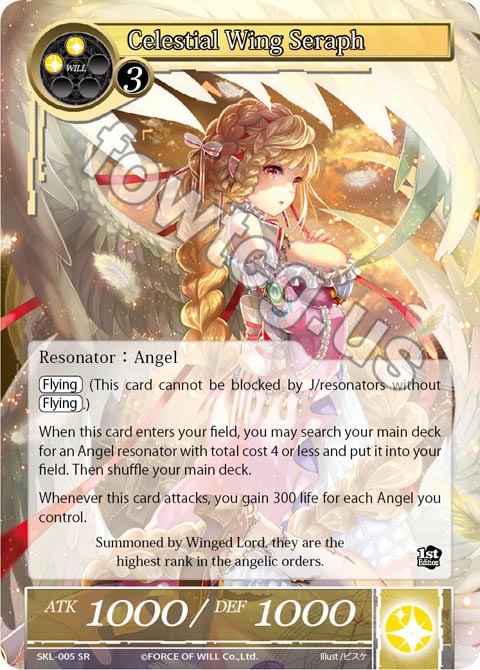 Celestial Wing Seraph
WILL
3
fowtcg.us
Resonator : Angel
Flying (This card cannot be blocked by J/resonators without
Flying.)
When this card enters your field, you may search your main deck
for an Angel resonator with total cost 4 or less and put it into your
field. Then shuffle your main deck.
Whenever this card attacks, you gain 300 life for each Angel you
control.
Summoned by Winged Lord, they are the
highest rank in the angelic orders.
1st
Edition
ATK 1000 / DEF 1000
SKL-005 SR ©FORCE OF WILL Co.,Ltd. Illust /ビスケ